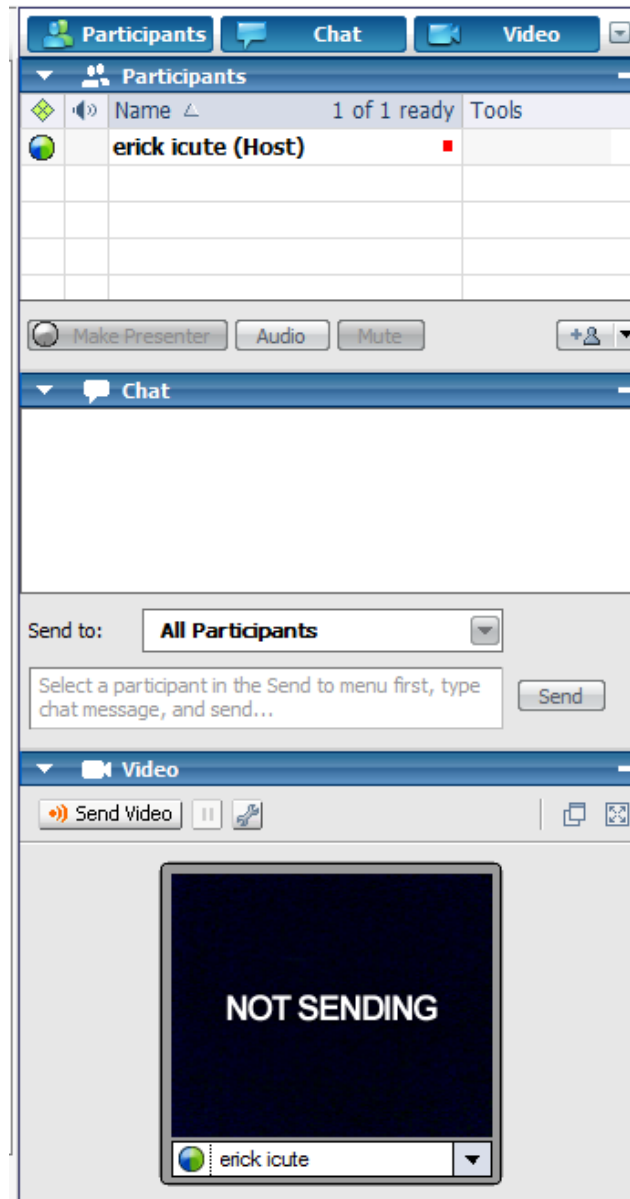 Participants Chat Video
Participants
Name 1 of 1 ready Tools
erick icute (Host)
Make Presenter Audio Mute
Chat
Send to: All Participants
Select a participant in the Send to menu first, type
chat message, and send...
Send
Video
Send Video
NOT SENDING
erick icute